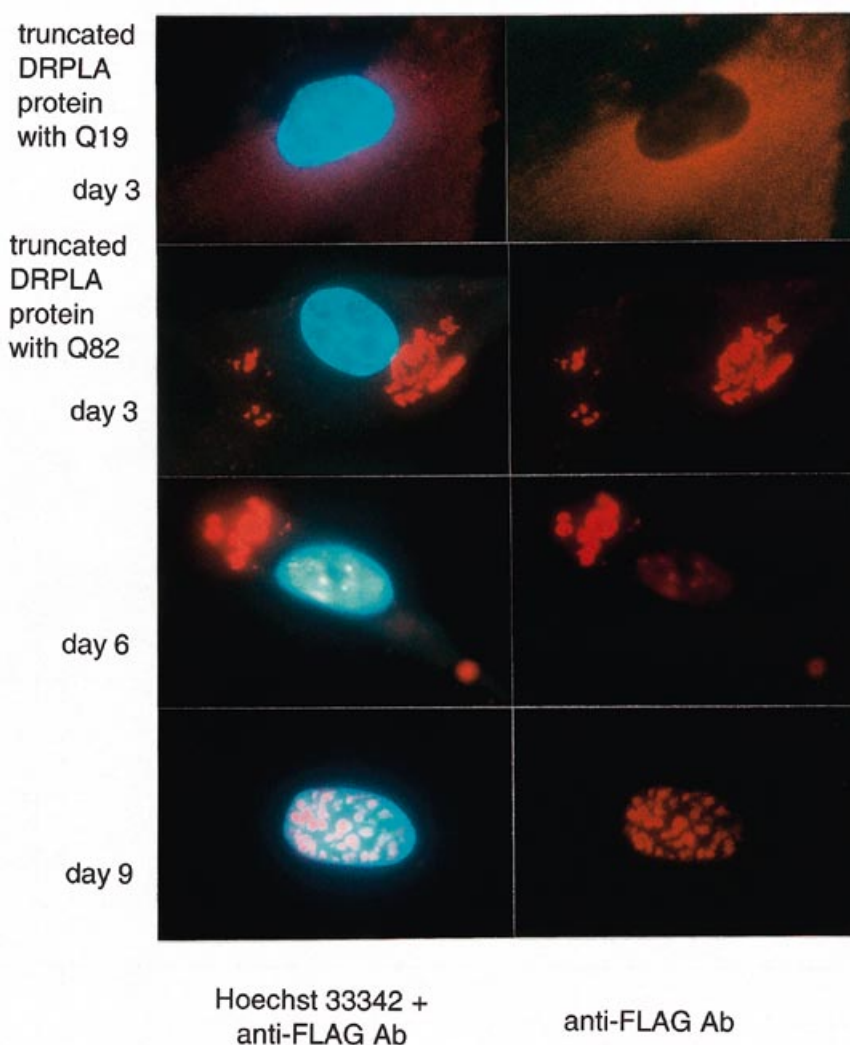 truncated
DRPLA
protein
with Q19
day 3
truncated
DRPLA
protein
with Q82
day 3
day 6
day 9
Hoechst 33342 +
anti-FLAG Ab
anti-FLAG Ab